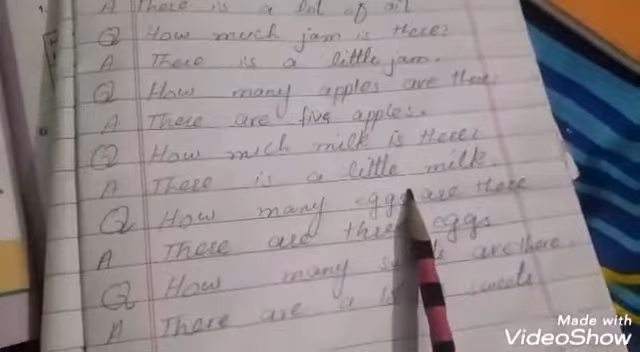 A There is a lot of oil
Q How much jam is there?
A There is a little jam.
Q How many apples are there
A There are five apples.
Q How much milk is there?
A There is a little milk.
Q How many eggs are there
A There are three eggs
Q How many are there.
A There are a sweets
Made with
VideoShow